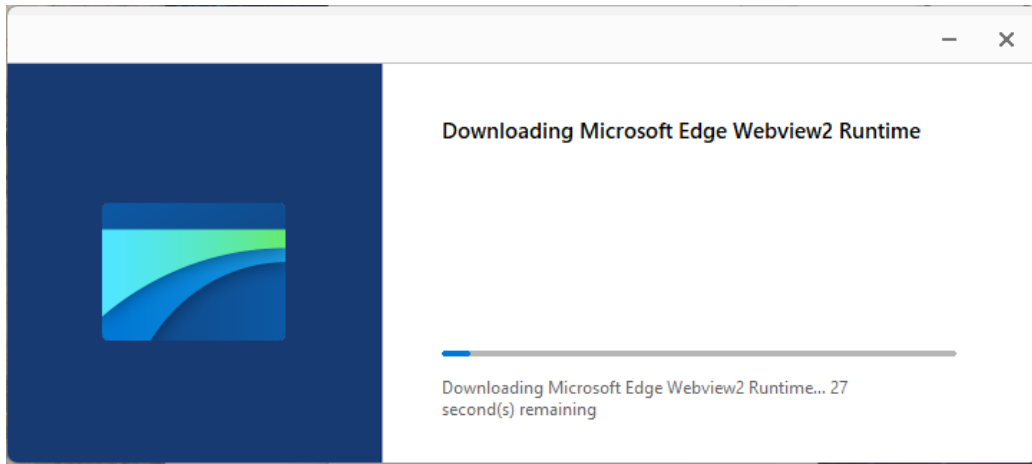 Downloading Microsoft Edge Webview2 Runtime
Downloading Microsoft Edge Webview2 Runtime... 27
second(s) remaining